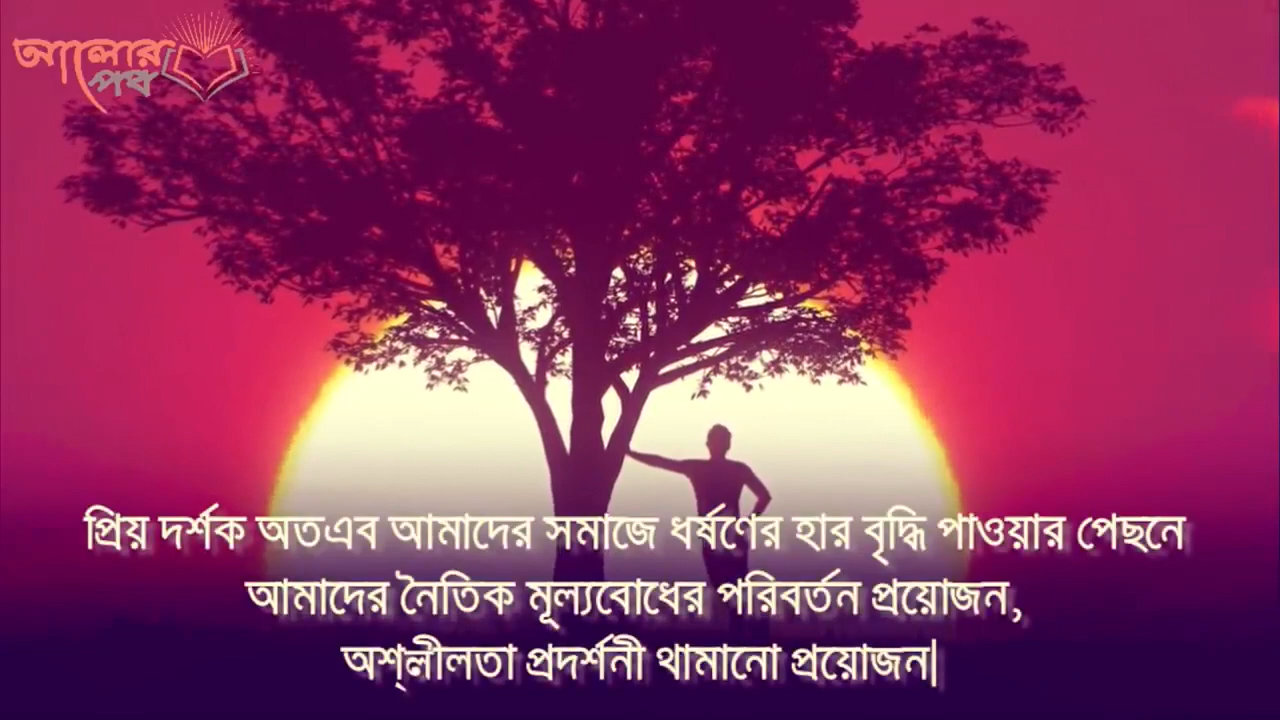 আলোর
পথ
প্রিয় দর্শক অতএব আমাদের সমাজে ধর্ষণের হার বৃদ্ধি পাওয়ার পেছনে
আমাদের নৈতিক মূল্যবোধের পরিবর্তন প্রয়োজন,
অশ্লীলতা প্রদর্শনী থামানো প্রয়োজন|